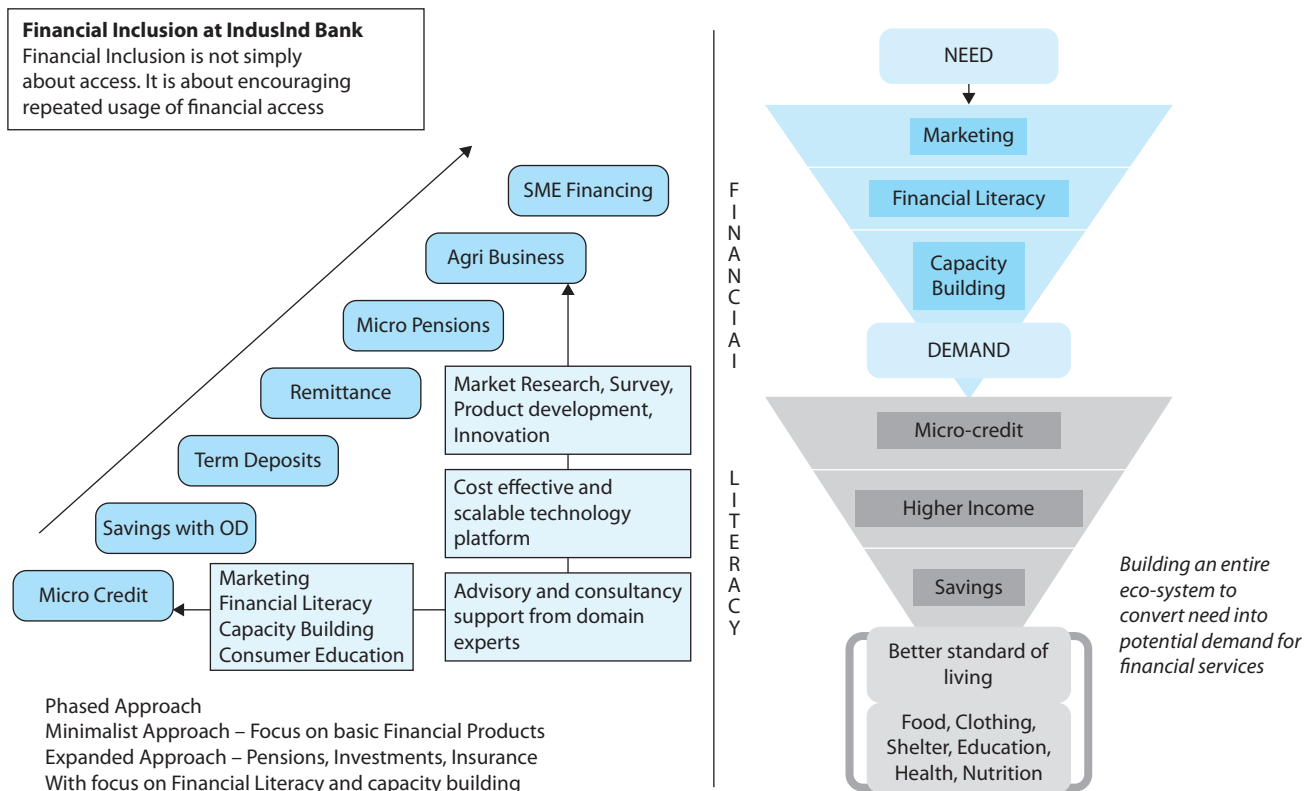 Financial Inclusion at IndusInd Bank
Financial Inclusion is not simply
about access. It is about encouraging
repeated usage of financial access
SME Financing
Agri Business
Micro Pensions
Remittance
Term Deposits
Savings with OD
Micro Credit
Market Research, Survey,
Product development,
Innovation
Cost effective and
scalable technology
platform
Advisory and consultancy
support from domain
experts
Marketing
Financial Literacy
Capacity Building
Consumer Education
Phased Approach
Minimalist Approach – Focus on basic Financial Products
Expanded Approach – Pensions, Investments, Insurance
With focus on Financial Literacy and capacity building
F
I
N
A
N
C
I
A
I
L
I
T
E
R
A
C
Y
NEED
Marketing
Financial Literacy
Capacity
Building
DEMAND
Micro-credit
Higher Income
Savings
Better standard of
living
Food, Clothing,
Shelter, Education,
Health, Nutrition
Building an entire
eco-system to
convert need into
potential demand for
financial services